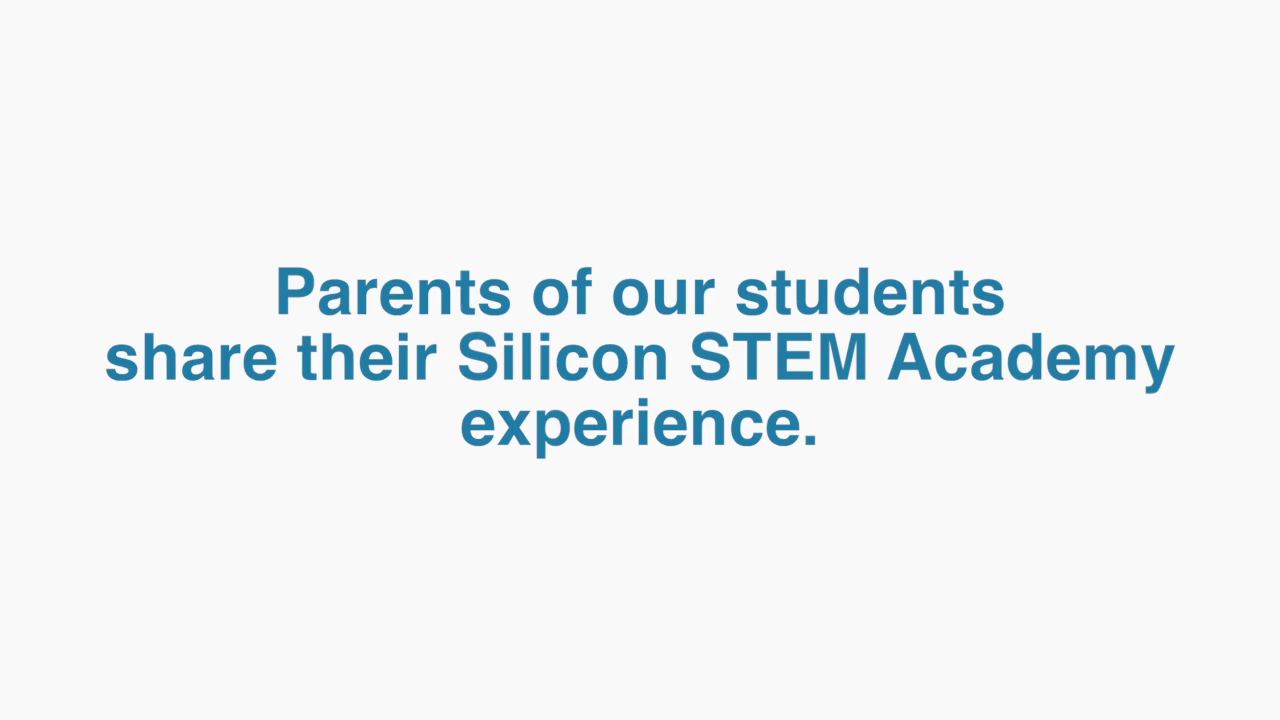 Parents of our students
share their Silicon STEM Academy
experience.